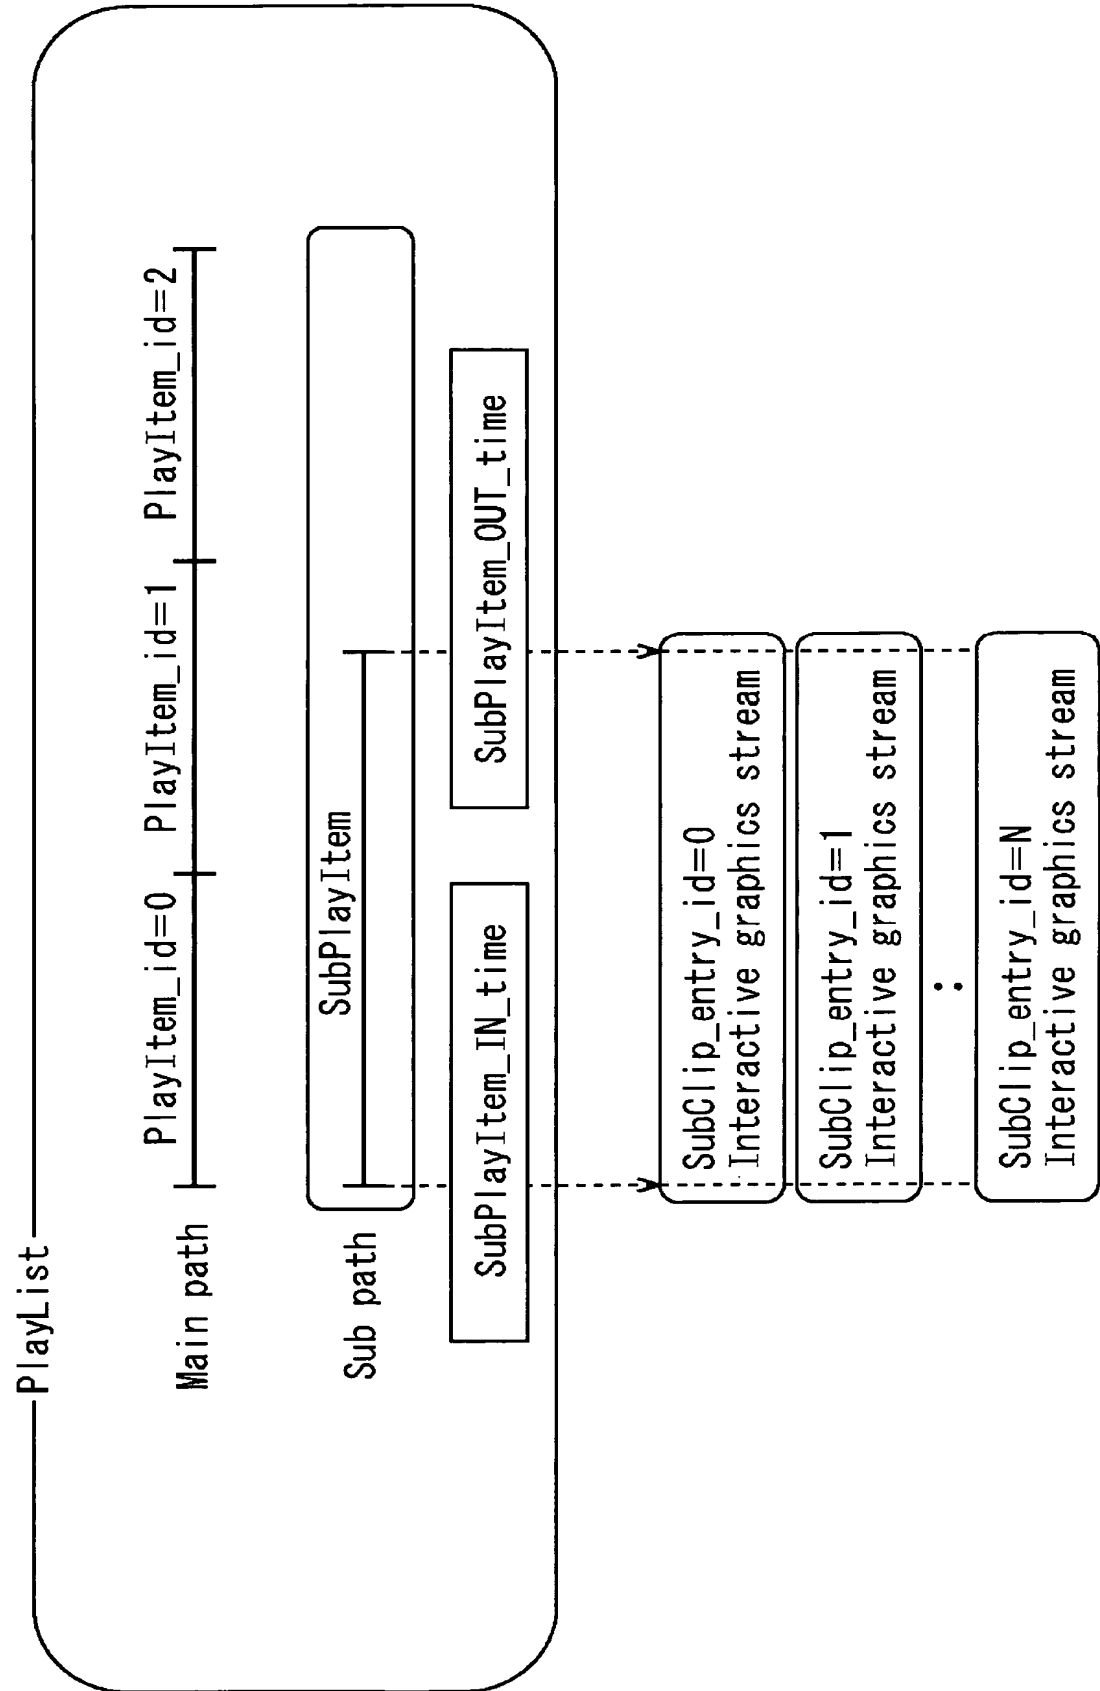 PlayList
Main path
PlayItem_id=0
PlayItem_id=1
PlayItem_id=2
Sub path
SubPlayItem
SubPlayItem_IN_time
SubPlayItem_OUT_time
SubClip_entry_id=0
Interactive graphics stream
SubClip_entry_id=1
Interactive graphics stream
:
SubClip_entry_id=N
Interactive graphics stream